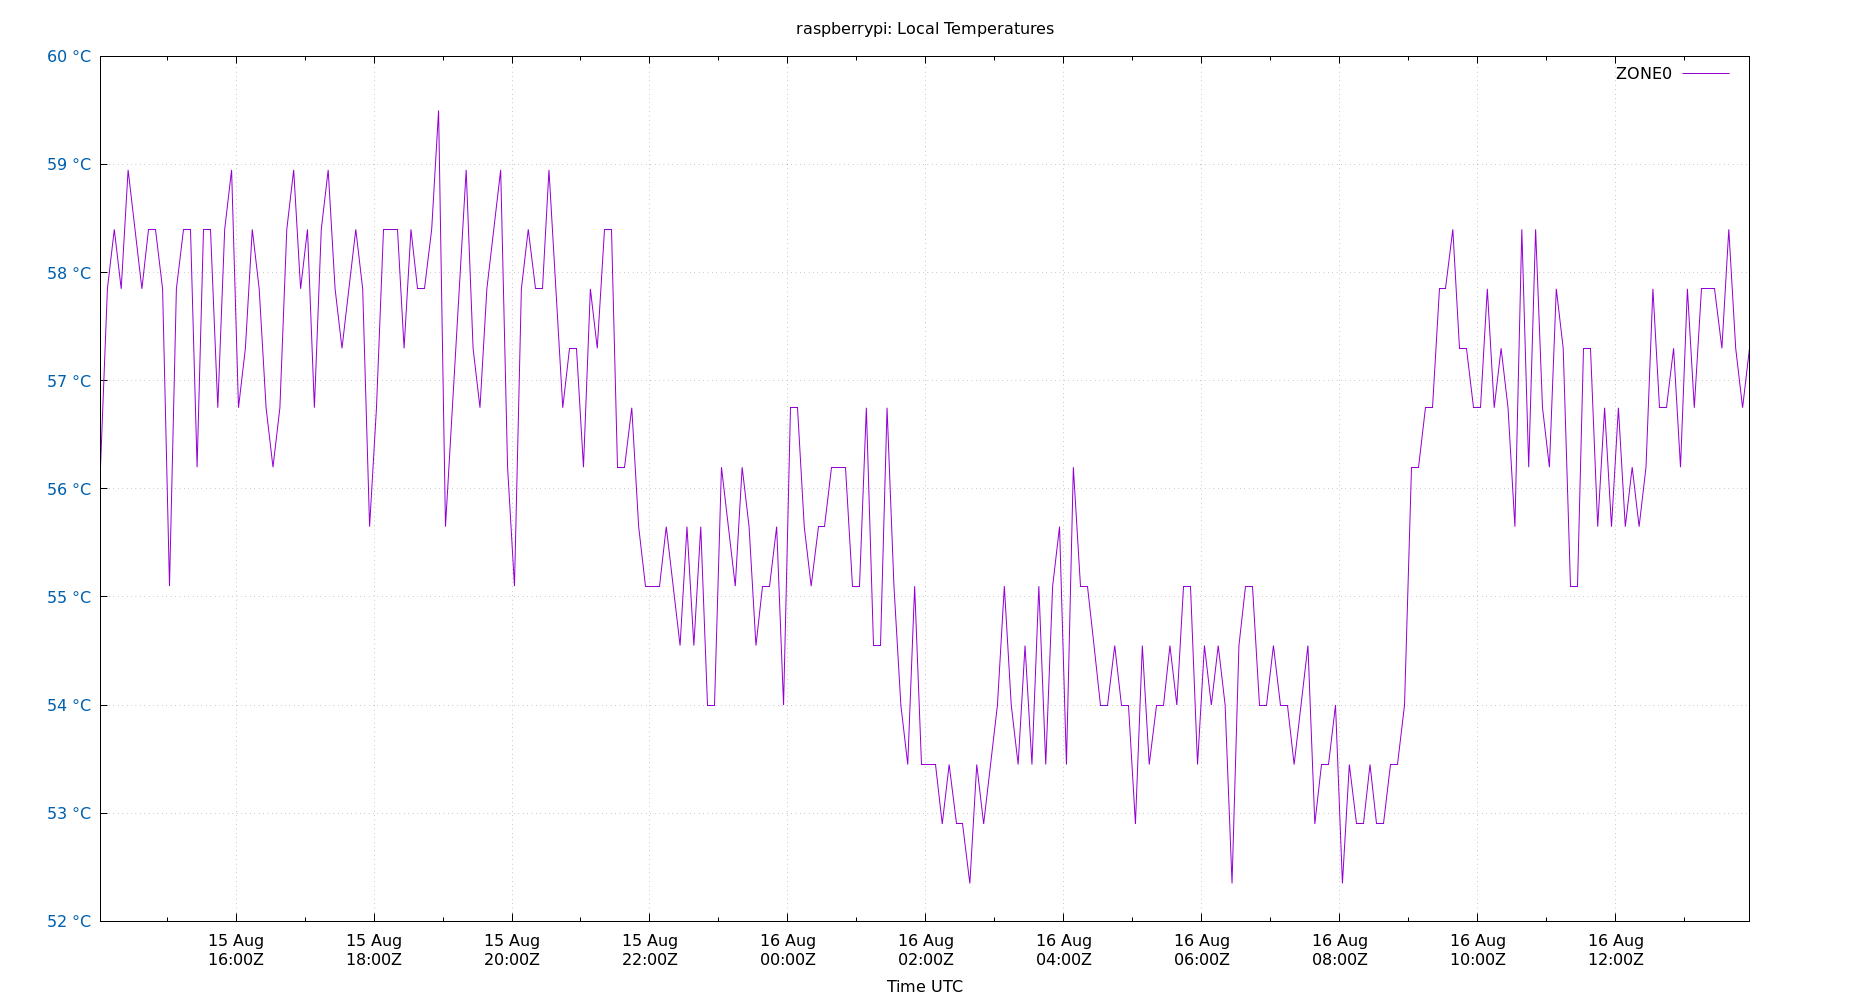 raspberrypi: Local Temperatures
60 °C
ZONE0
59 °C
58 °C
57 °C
56 °C
55 °C
54 °C
53 °C
52 °C
15 Aug 15 Aug 15 Aug 15 Aug 16 Aug 16 Aug 16 Aug 16 Aug 16 Aug 16 Aug 16 Aug
16:00Z 18:00Z 20:00Z 22:00Z 00:00Z 02:00Z 04:00Z 06:00Z 08:00Z 10:00Z 12:00Z
Time UTC